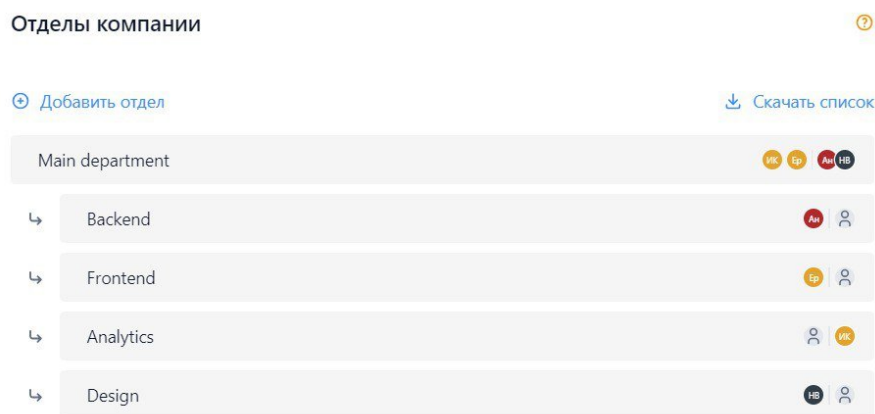 Отделы компании
Добавить отдел
Скачать список
Main department
ИК Ер Ан НВ
Backend
Ан
Frontend
Ер
Analytics
ИК
Design
НВ